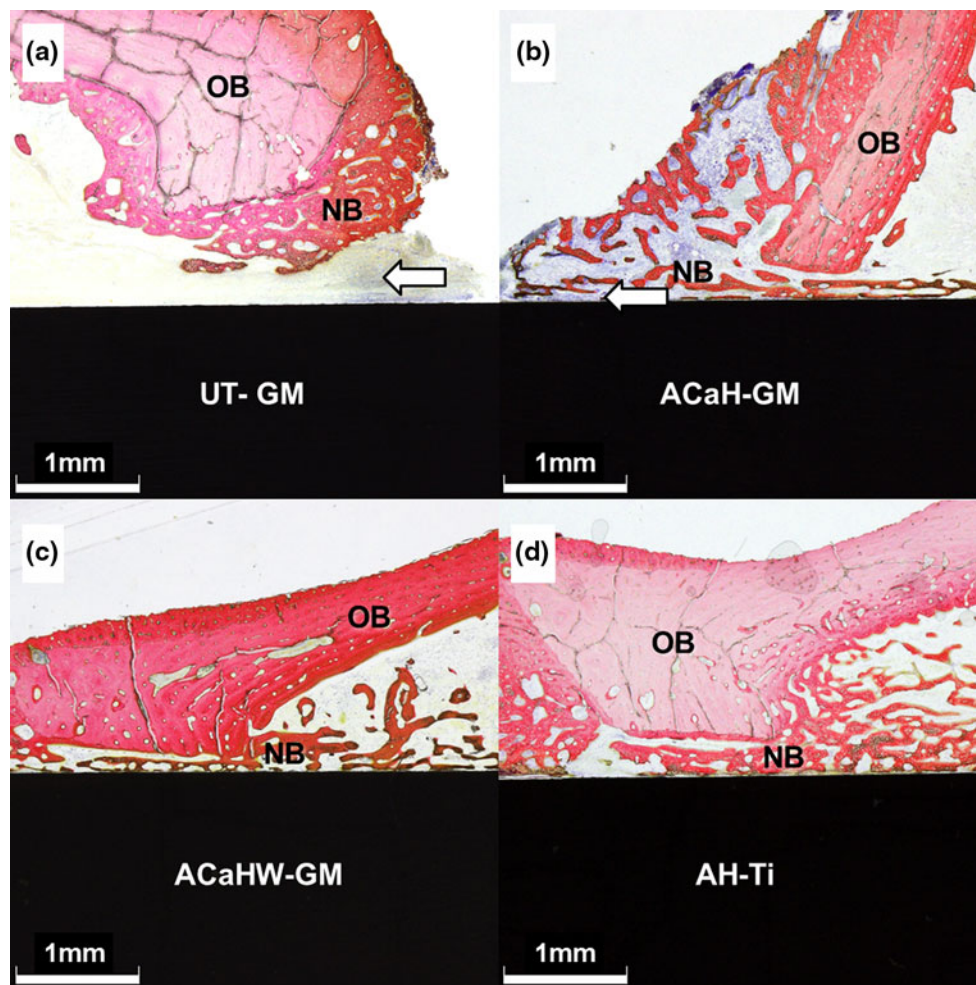 (a)
OB
NB
UT- GM
1mm
(b)
OB
NB
ACaH-GM
1mm
(c)
OB
NB
ACaHW-GM
1mm
(d)
OB
NB
AH-Ti
1mm